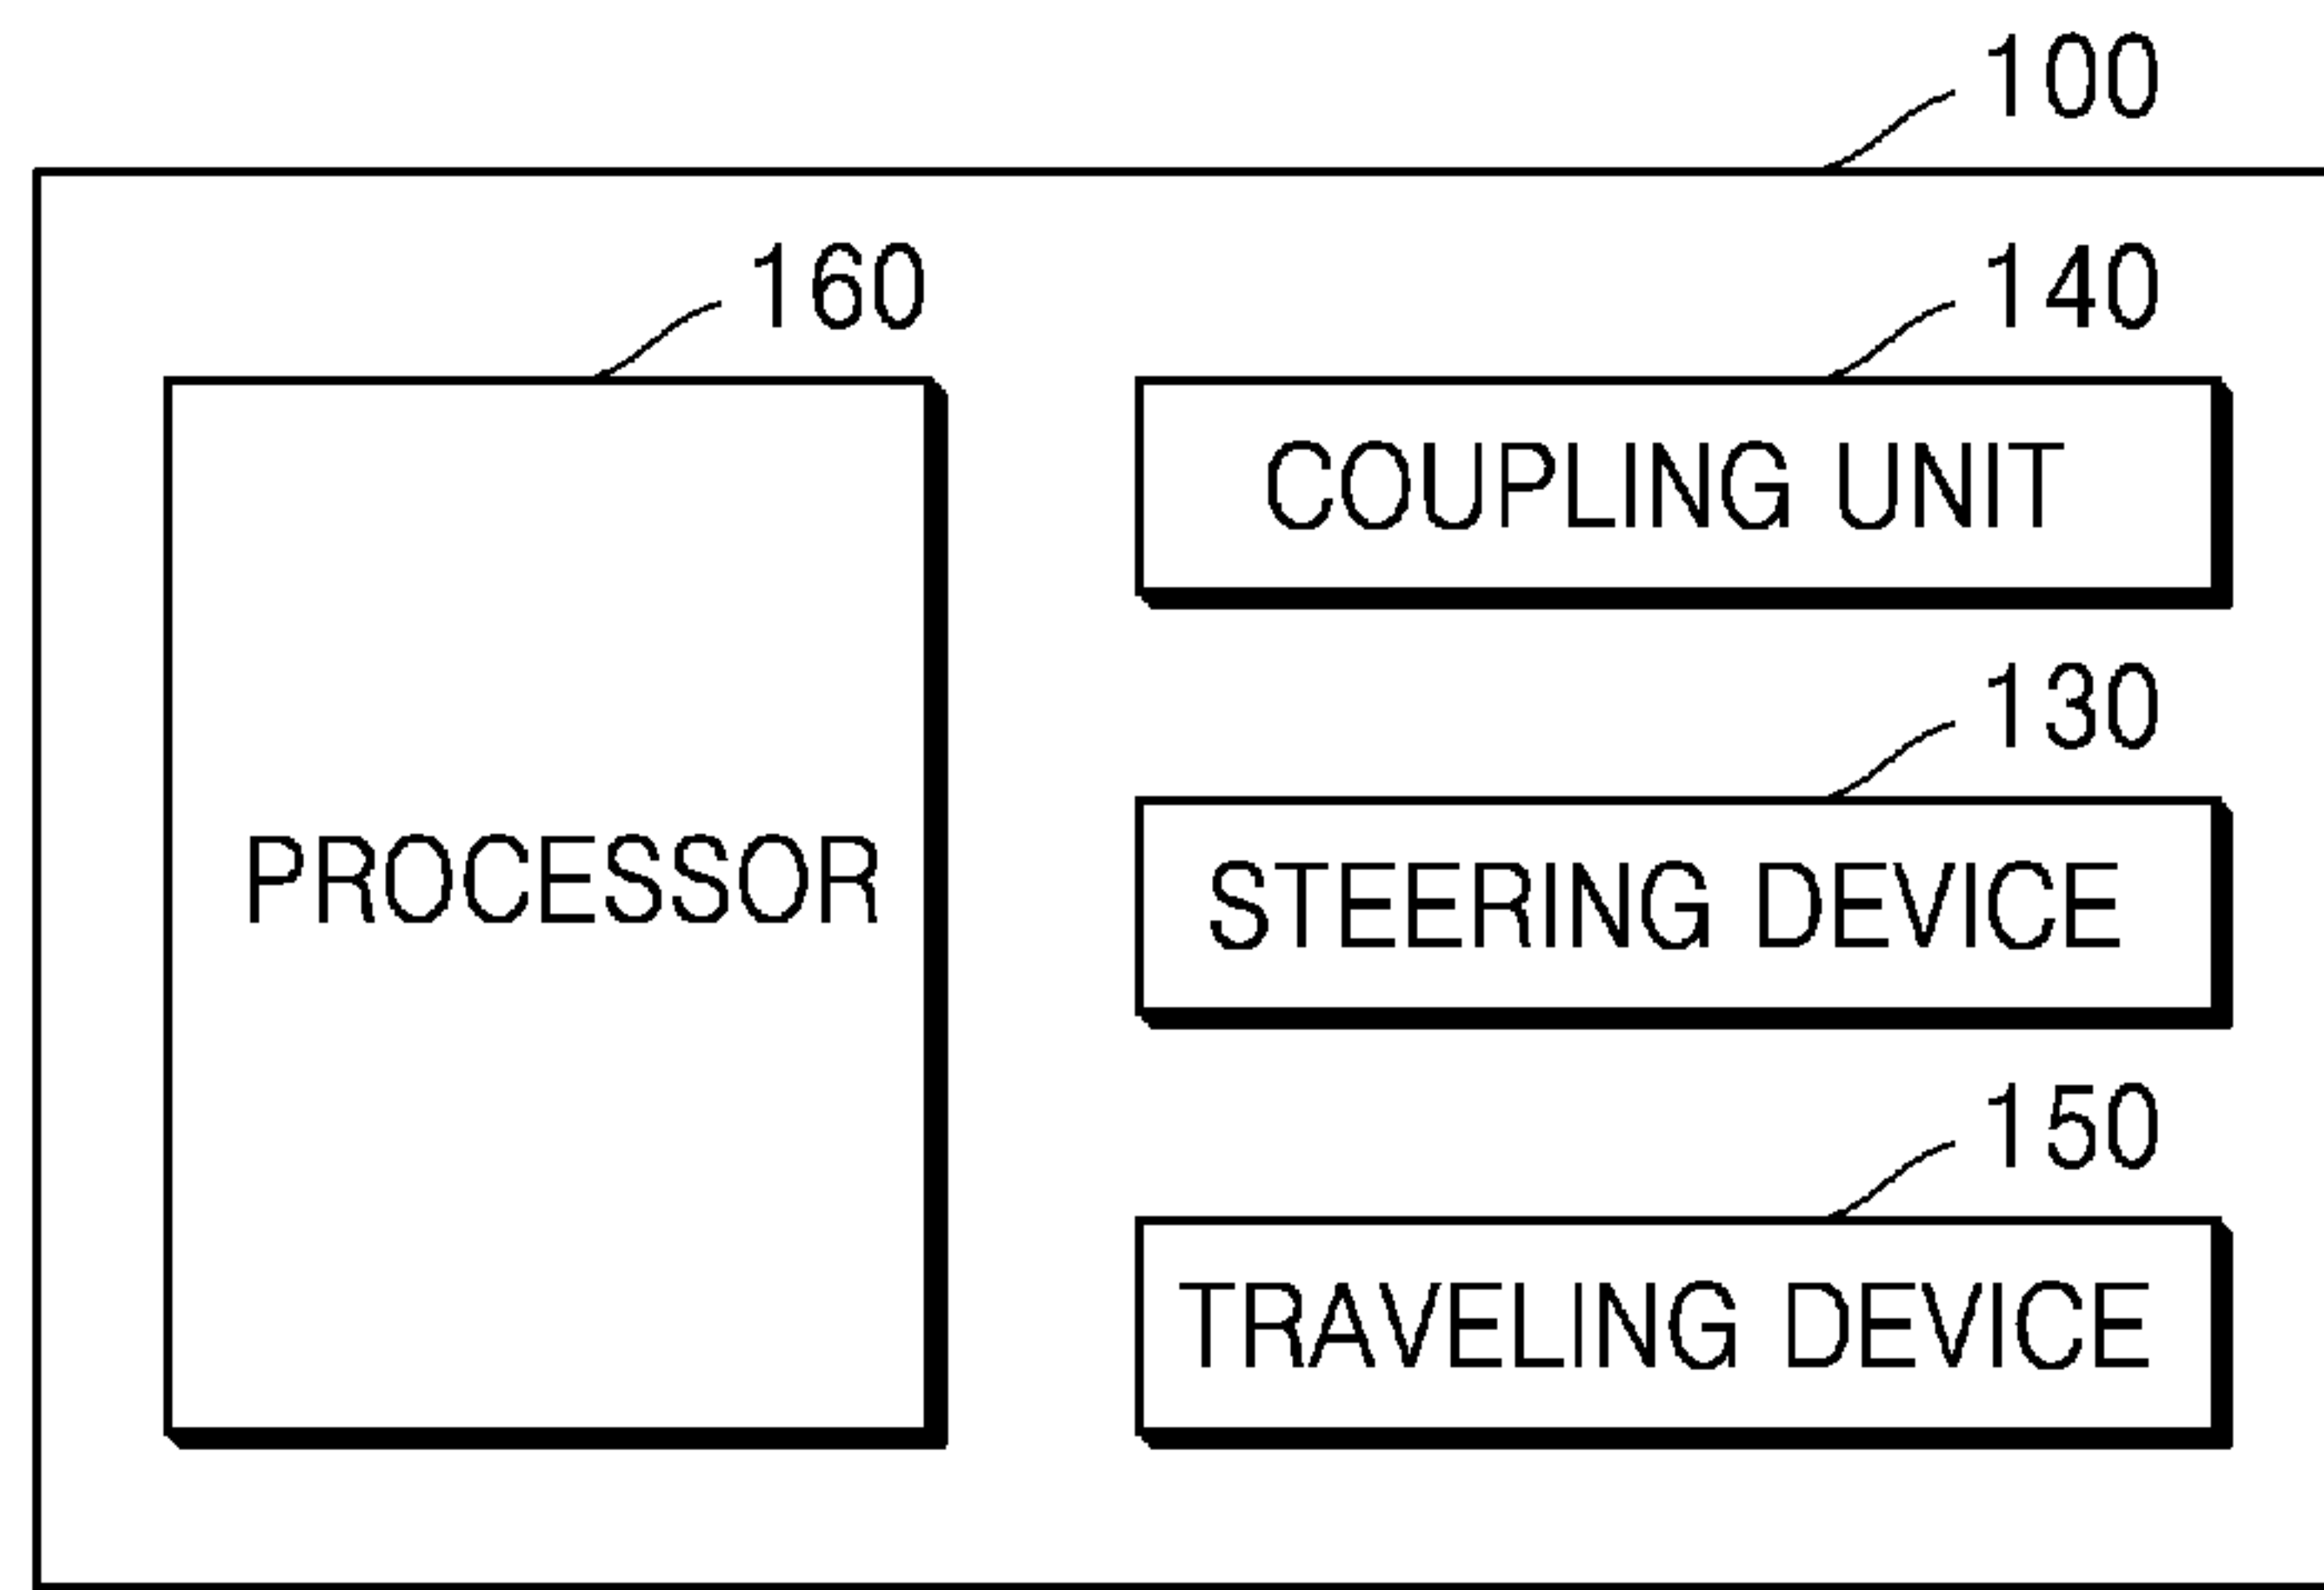 100
160
140
COUPLING UNIT
130
PROCESSOR
STEERING DEVICE
150
TRAVELING DEVICE